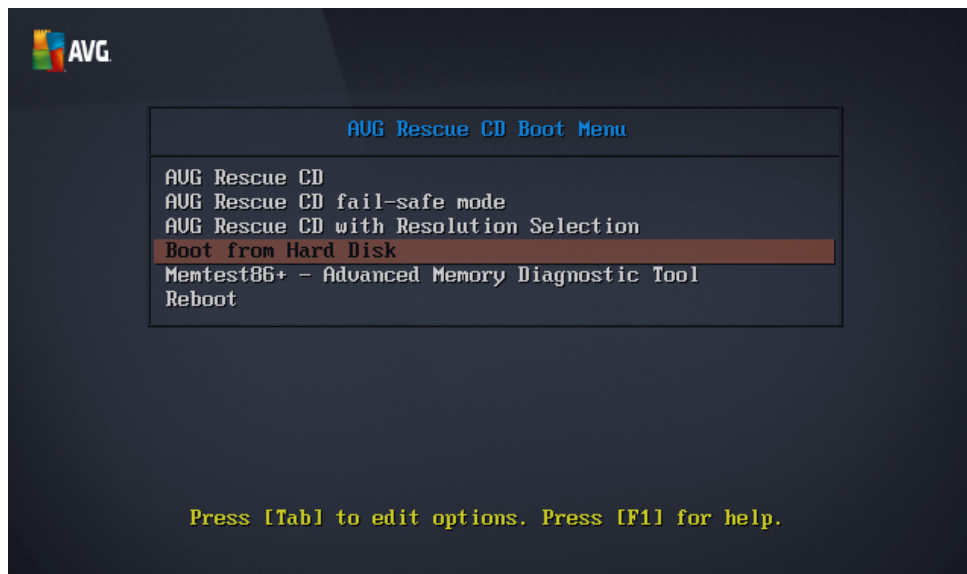 AVG
AVG Rescue CD Boot Menu
AVG Rescue CD
AVG Rescue CD fail-safe mode
AVG Rescue CD with Resolution Selection
Boot from Hard Disk
Memtest86+ - Advanced Memory Diagnostic Tool
Reboot
Press [Tab] to edit options. Press [F1] for help.